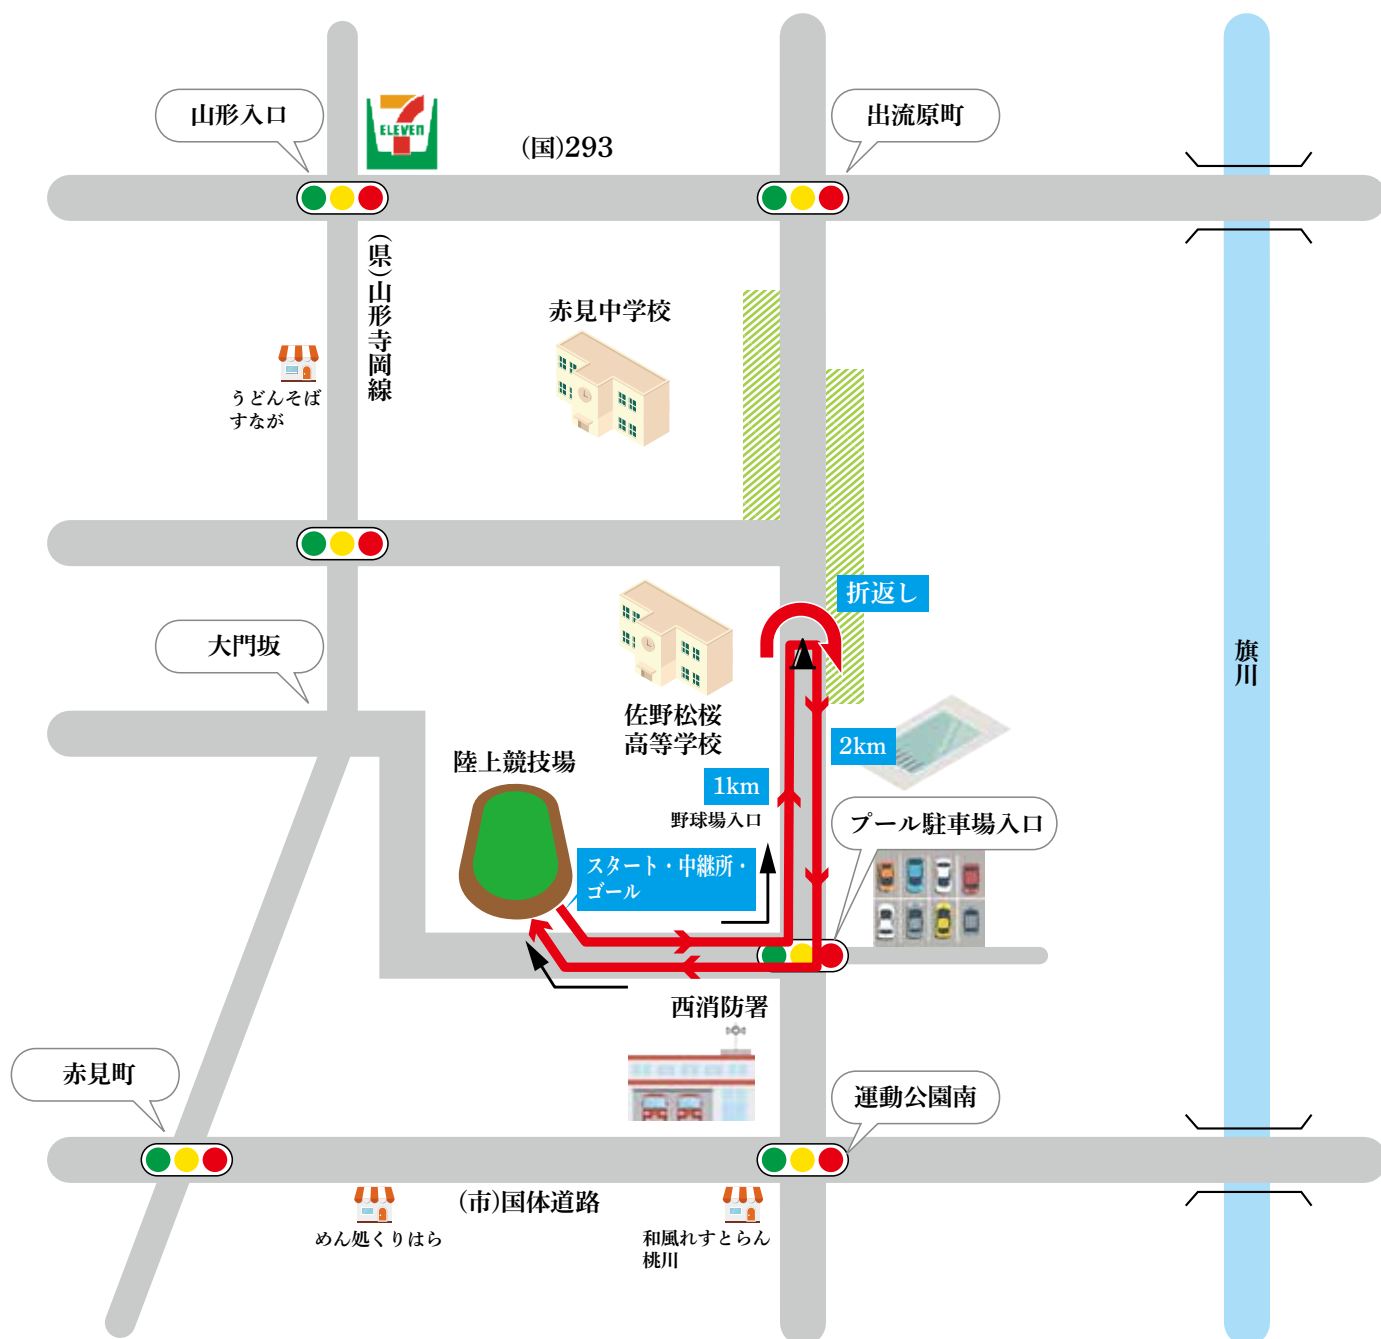 山形入口
ELEVEN
(国)293
出流原町
(県)山形寺岡線
赤見中学校
うどんそば
すなが
折返し
大門坂
佐野松桜
高等学校
旗川
2km
陸上競技場
1km
野球場入口
プール駐車場入口
スタート・中継所・
ゴール
西消防署
赤見町
運動公園南
(市)国体道路
めん処くりはら
和風れすとらん
桃川